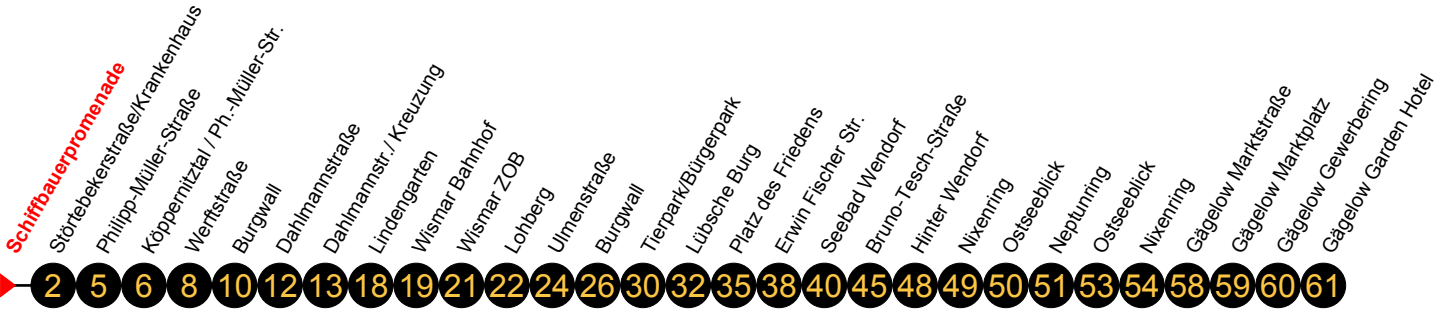 Schiffbauerpromenade
Störtebekerstraße/Krankenhaus
Philipp-Müller-Straße
Köppernitztal / Ph.-Müller-Str.
Werftstraße
Burgwall
Dahlmannstraße
Dahlmannstr./ Kreuzung
Lindengarten
Wismar Bahnhof
Wismar ZOB
Lohberg
Ulmenstraße
Burgwall
Tierpark/Bürgerpark
Lübsche Burg
Platz des Friedens
Erwin Fischer Str.
Seebad Wendorf
Bruno-Tesch-Straße
Hinter Wendorf
Nixenring
Ostseeblick
Neptunring
Ostseeblick
Nixenring
Gägelow Marktstraße
Gägelow Marktplatz
Gägelow Gewerbering
Gägelow Garden Hotel
2 5 6 8 10 12 13 18 19 21 22 24 26 30 32 35 38 40 45 48 49 50 51 53 54 58 59 60 61